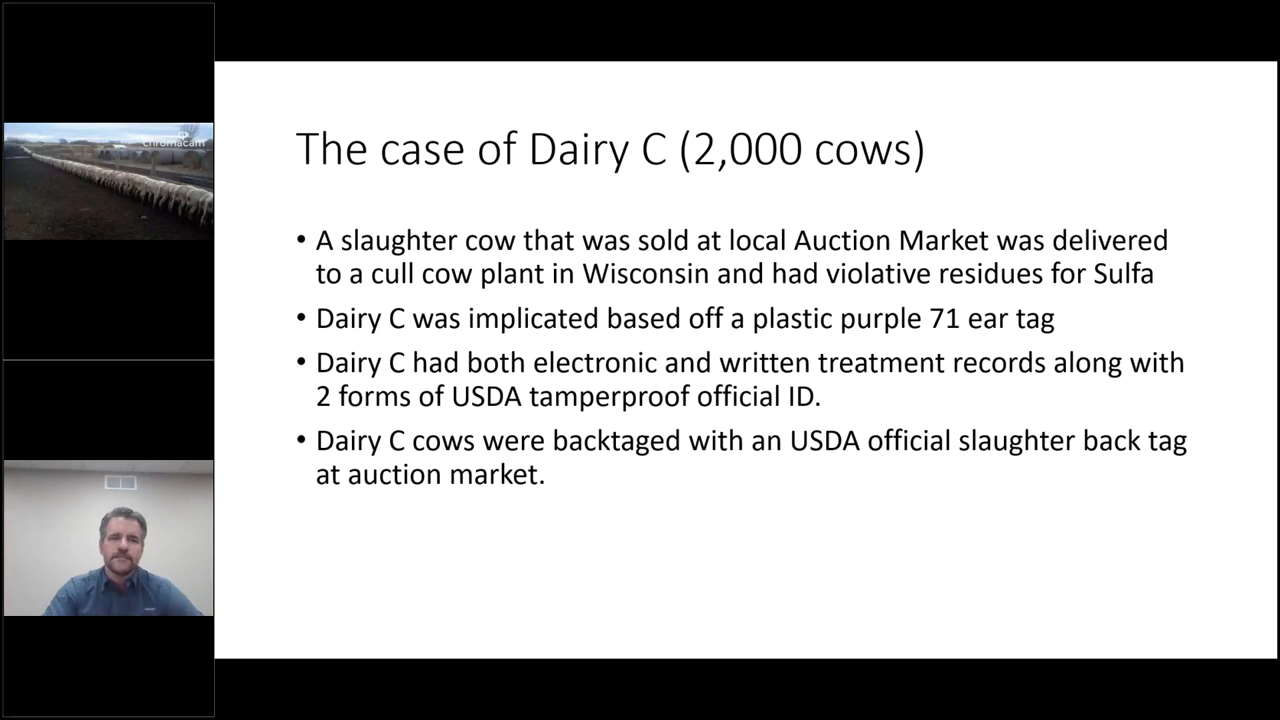 chromacam
The case of Dairy C (2,000 cows)
• A slaughter cow that was sold at local Auction Market was delivered
to a cull cow plant in Wisconsin and had violative residues for Sulfa
• Dairy C was implicated based off a plastic purple 71 ear tag
• Dairy C had both electronic and written treatment records along with
2 forms of USDA tamperproof official ID.
• Dairy C cows were backtaged with an USDA official slaughter back tag
at auction market.